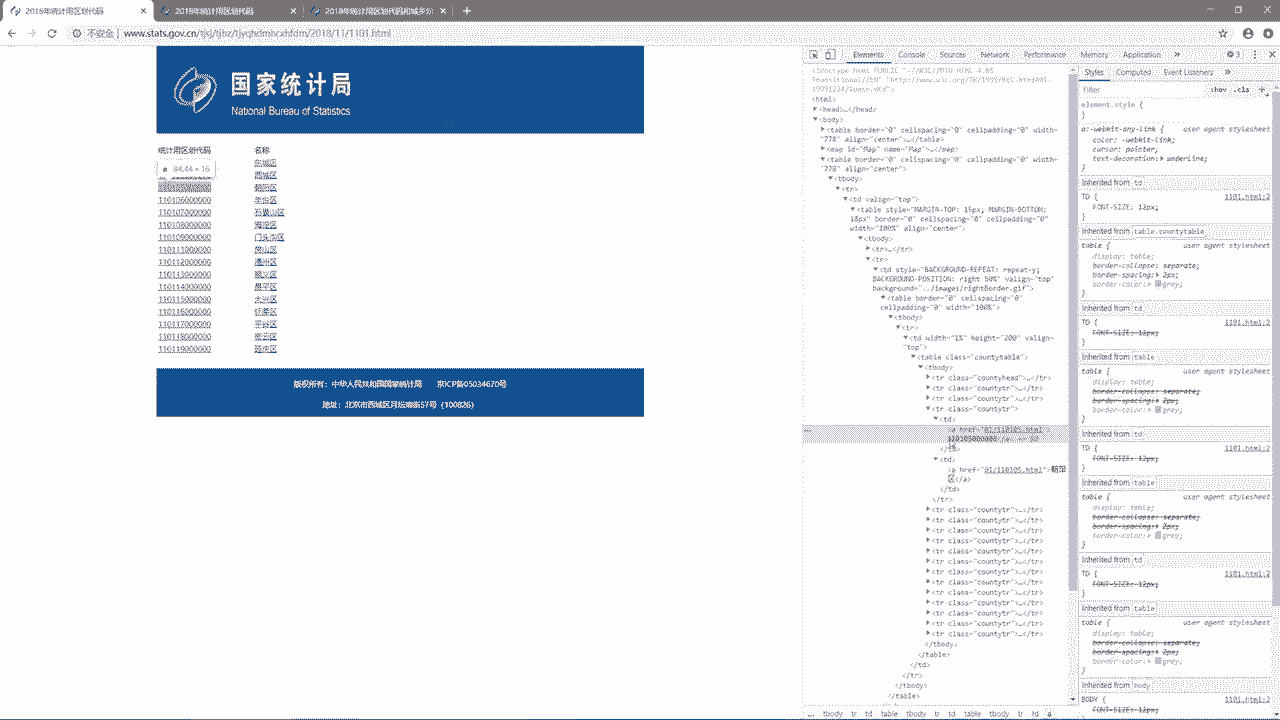 2018年统计用区划代码
2018年统计用区划代码
2018年统计用区划代码和城乡分
不安全 | www.stats.gov.cn/tjsj/tjbz/tjyqhdmhcxhfdm/2018/11/1101.html
国家统计局
National Bureau of Statistics
统计用区划代码 名称
东城区
a 84.44 × 16 西城区
朝阳区
110106000000 丰台区
110107000000 石景山区
110108000000 海淀区
110109000000 门头沟区
110111000000 房山区
110112000000 通州区
110113000000 顺义区
110114000000 昌平区
110115000000 大兴区
110116000000 怀柔区
110117000000 平谷区
110118000000 密云区
110119000000 延庆区
版权所有：中华人民共和国国家统计局 京ICP备05034670号
地址：北京市西城区月坛南街57号（100826）
Elements Console Sources Network Performance Memory Application » 3
<html>
▶<head>…</head>
▼<body>
▶<table border="0" cellspacing="0" cellpadding="0" width=
"778" align="center">…</table>
▶<map id="Map" name="Map">…</map>
▼<table border="0" cellspacing="0" cellpadding="0" width=
"778" align="center">
▼<tbody>
▼<tr>
▼<td valign="top">
▼<table style="MARGIN-TOP: 15px; MARGIN-BOTTOM:
18px" border="0" cellspacing="0" cellpadding="0"
width="100%" align="center">
▼<tbody>
▶<tr>…</tr>
▼<tr>
▼<td style="BACKGROUND-REPEAT: repeat-y;
BACKGROUND-POSITION: right 50%" valign="top"
background="../images/rightBorder.gif">
▼<table border="0" cellspacing="0"
cellpadding="0" width="100%">
▼<tbody>
▼<tr>
▼<td width="1%" height="200" valign=
"top">
▼<table class="countytable">
▼<tbody>
▶<tr class="countyhead">…</tr>
▶<tr class="countytr">…</tr>
▶<tr class="countytr">…</tr>
▼<tr class="countytr">
▼<td>
<a href="01/110105.html">
110105000000</a>
</td>
▼<td>
<a href="01/110105.html">朝阳
区</a>
</td>
</tr>
▶<tr class="countytr">…</tr>
▶<tr class="countytr">…</tr>
▶<tr class="countytr">…</tr>
▶<tr class="countytr">…</tr>
▶<tr class="countytr">…</tr>
▶<tr class="countytr">…</tr>
▶<tr class="countytr">…</tr>
▶<tr class="countytr">…</tr>
▶<tr class="countytr">…</tr>
▶<tr class="countytr">…</tr>
▶<tr class="countytr">…</tr>
▶<tr class="countytr">…</tr>
▶<tr class="countytr">…</tr>
</tbody>
</table>
</td>
</tr>
</tbody>
</table>
… tbody tr td table tbody tr td table tbody tr td a
Styles Computed Event Listeners »
Filter :hov .cls +
element.style {
}
a:-webkit-any-link { user agent stylesheet
color: -webkit-link;
cursor: pointer;
text-decoration: underline;
}
Inherited from td
TD { 1101.html:2
FONT-SIZE: 12px;
}
Inherited from table.countytable
table { user agent stylesheet
display: table;
border-collapse: separate;
border-spacing: 2px;
border-color: grey;
}
Inherited from td
TD { 1101.html:2
FONT-SIZE: 12px;
}
Inherited from table
table { user agent stylesheet
display: table;
border-collapse: separate;
border-spacing: 2px;
border-color: grey;
}
Inherited from td
TD { 1101.html:2
FONT-SIZE: 12px;
}
Inherited from table
table { user agent stylesheet
display: table;
border-collapse: separate;
border-spacing: 2px;
border-color: grey;
}
Inherited from td
TD { 1101.html:2
FONT-SIZE: 12px;
}
Inherited from table
table { user agent stylesheet
display: table;
border-collapse: separate;
border-spacing: 2px;
border-color: grey;
}
Inherited from body
BODY { 1101.html:2
FONT-SIZE: 12px;